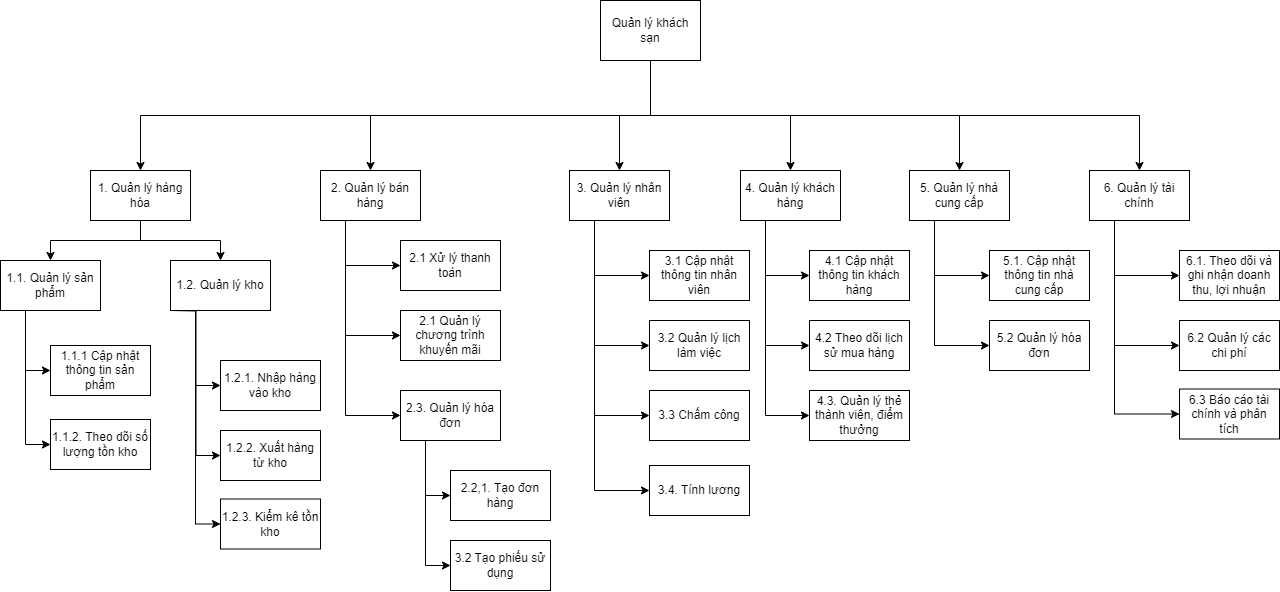 Quản lý khách
sạn
1. Quản lý hàng
hóa
2. Quản lý bán
hàng
3. Quản lý nhân
viên
4. Quản lý khách
hàng
5. Quản lý nhà
cung cấp
6. Quản lý tài
chính
1.1. Quản lý sản
phẩm
1.2. Quản lý kho
1.1.1 Cập nhật
thông tin sản
phẩm
1.1.2. Theo dõi số
lượng tồn kho
1.2.1. Nhập hàng
vào kho
1.2.2. Xuất hàng
từ kho
1.2.3. Kiểm kê tồn
kho
2.1 Xử lý thanh
toán
2.1 Quản lý
chương trình
khuyến mãi
2.3. Quản lý hóa
đơn
2.2,1. Tạo đơn
hàng
3.2 Tạo phiếu sử
dụng
3.1 Cập nhật
thông tin nhân
viên
3.2 Quản lý lịch
làm việc
3.3 Chấm công
3.4. Tính lương
4.1 Cập nhật
thông tin khách
hàng
4.2 Theo dõi lịch
sử mua hàng
4.3. Quản lý thẻ
thành viên, điểm
thưởng
5.1. Cập nhật
thông tin nhà
cung cấp
5.2 Quản lý hóa
đơn
6.1. Theo dõi và
ghi nhận doanh
thu, lợi nhuận
6.2 Quản lý các
chi phí
6.3 Báo cáo tài
chính và phân
tích